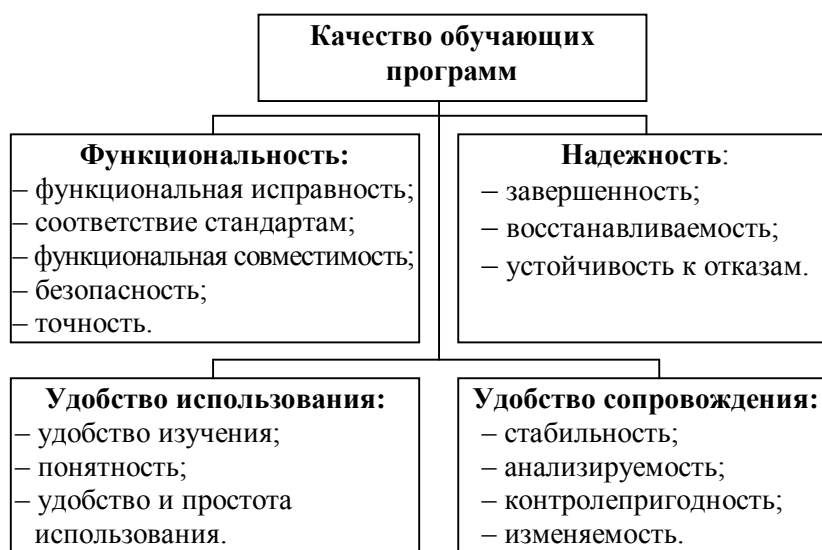 Качество обучающих
программ
Функциональность:
– функциональная исправность;
– соответствие стандартам;
– функциональная совместимость;
– безопасность;
– точность.
Надежность:
– завершенность;
– восстанавливаемость;
– устойчивость к отказам.
Удобство использования:
– удобство изучения;
– понятность;
– удобство и простота
использования.
Удобство сопровождения:
– стабильность;
– анализируемость;
– контролепригодность;
– изменяемость.